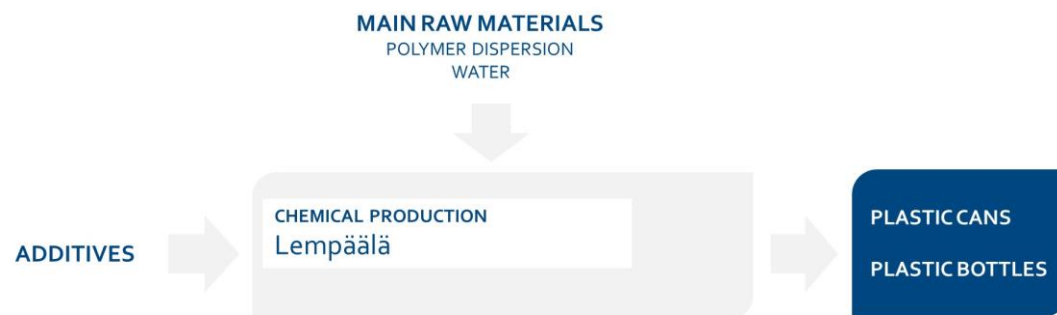 MAIN RAW MATERIALS
POLYMER DISPERSION
WATER
ADDITIVES
CHEMICAL PRODUCTION
Lempäälä
PLASTIC CANS
PLASTIC BOTTLES